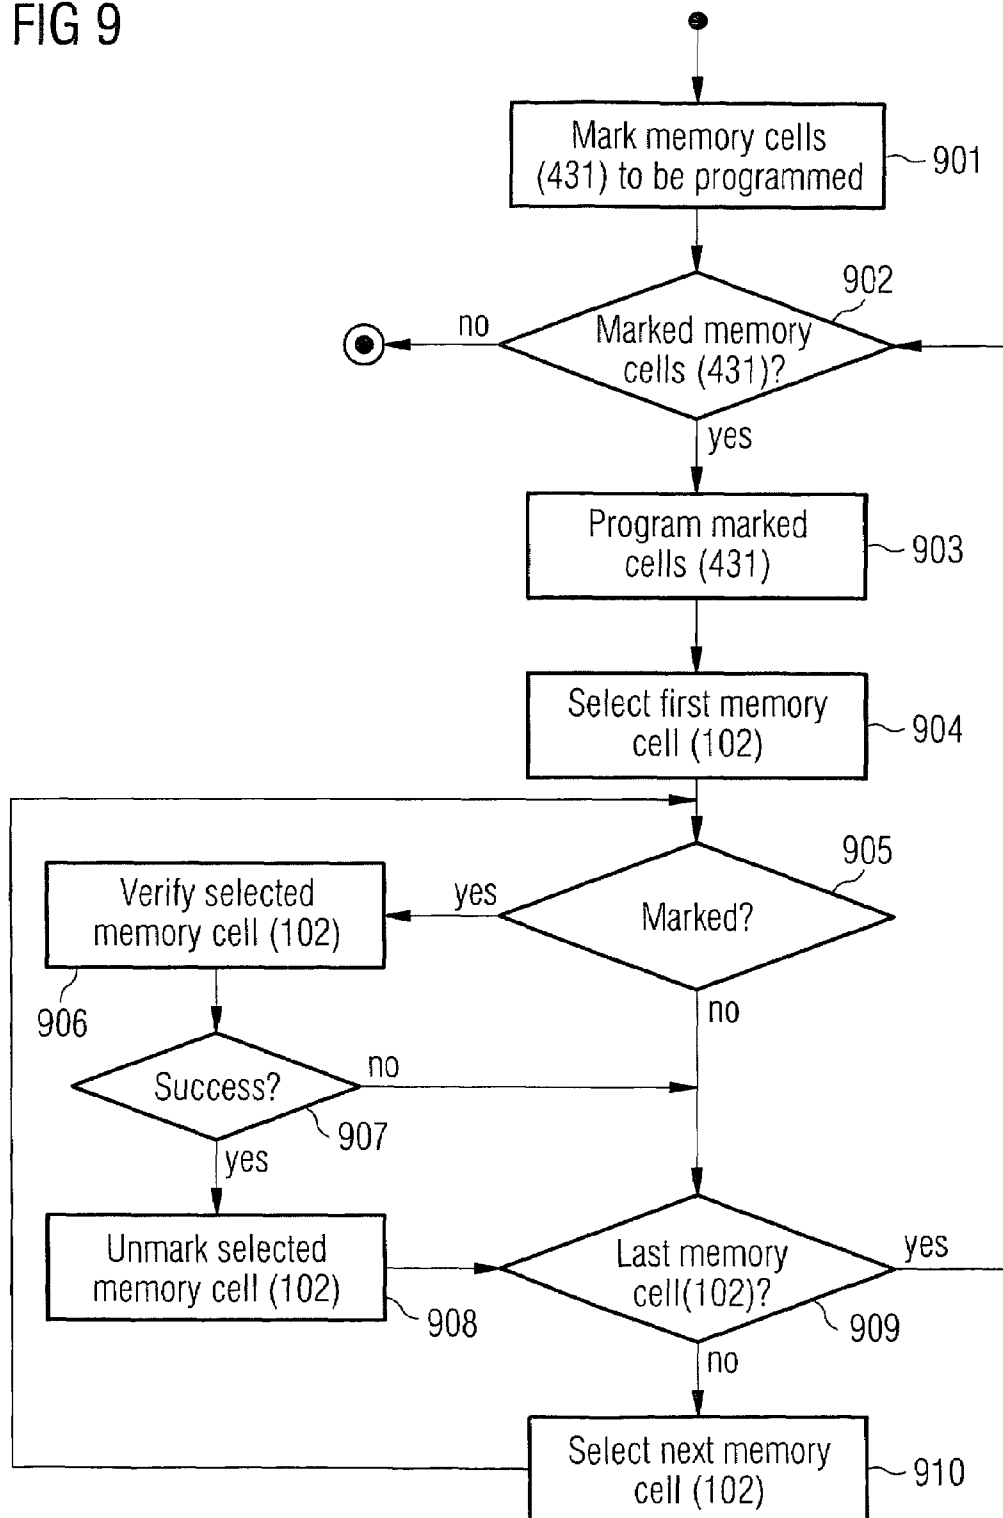 FIG 9
Mark memory cells
(431) to be programmed
901
902
Marked memory
cells (431)?
no
yes
Program marked
cells (431)
903
Select first memory
cell (102)
904
905
Marked?
yes
no
Verify selected
memory cell (102)
906
Success?
no
907
yes
Unmark selected
memory cell (102)
908
Last memory
cell(102)?
yes
909
no
Select next memory
cell (102)
910